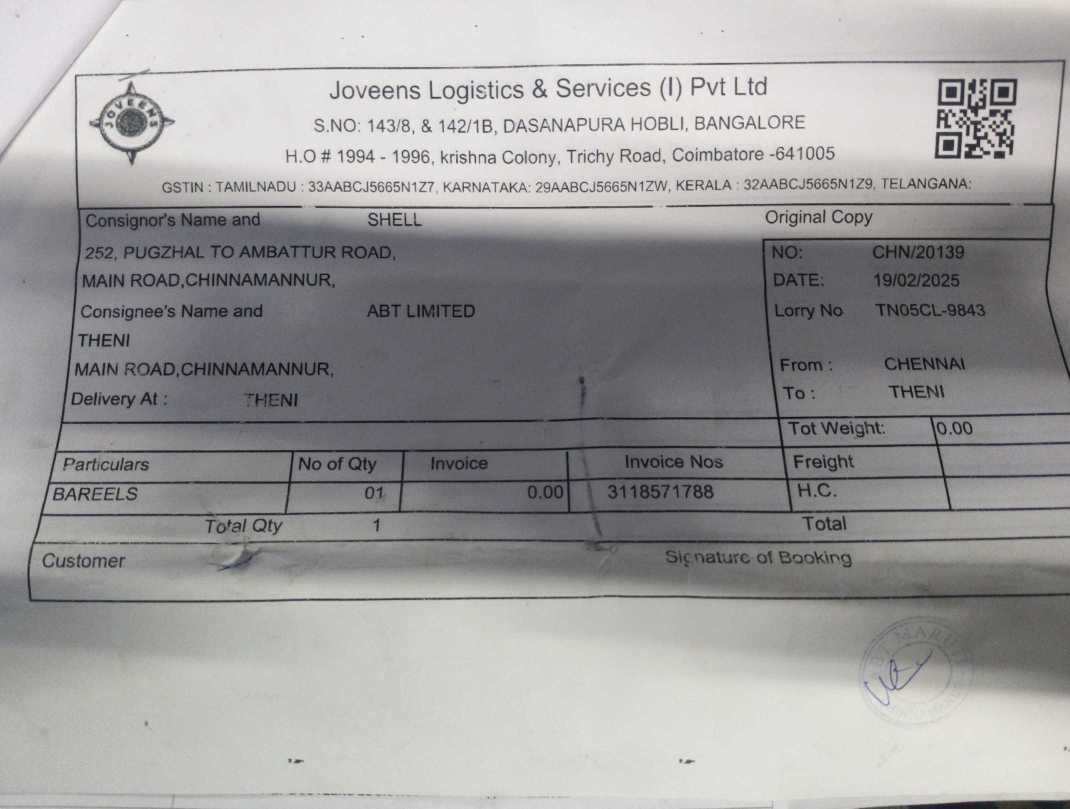 JOVEENS
Joveens Logistics & Services (I) Pvt Ltd
S.NO: 143/8, & 142/1B, DASANAPURA HOBLI, BANGALORE
H.O # 1994 - 1996, krishna Colony, Trichy Road, Coimbatore -641005
GSTIN : TAMILNADU : 33AABCJ5665N1Z7, KARNATAKA: 29AABCJ5665N1ZW, KERALA : 32AABCJ5665N1Z9, TELANGANA:
Consignor's Name and SHELL Original Copy
252, PUGZHAL TO AMBATTUR ROAD, NO: CHN/20139
MAIN ROAD,CHINNAMANNUR, DATE: 19/02/2025
Consignee's Name and ABT LIMITED Lorry No TN05CL-9843
THENI
MAIN ROAD,CHINNAMANNUR, From : CHENNAI
Delivery At : THENI To : THENI
Tot Weight: 0.00
Particulars No of Qty Invoice Invoice Nos Freight
BAREELS 01 0.00 3118571788 H.C.
Total Qty 1 Total
Customer Signature of Booking
MARUTI